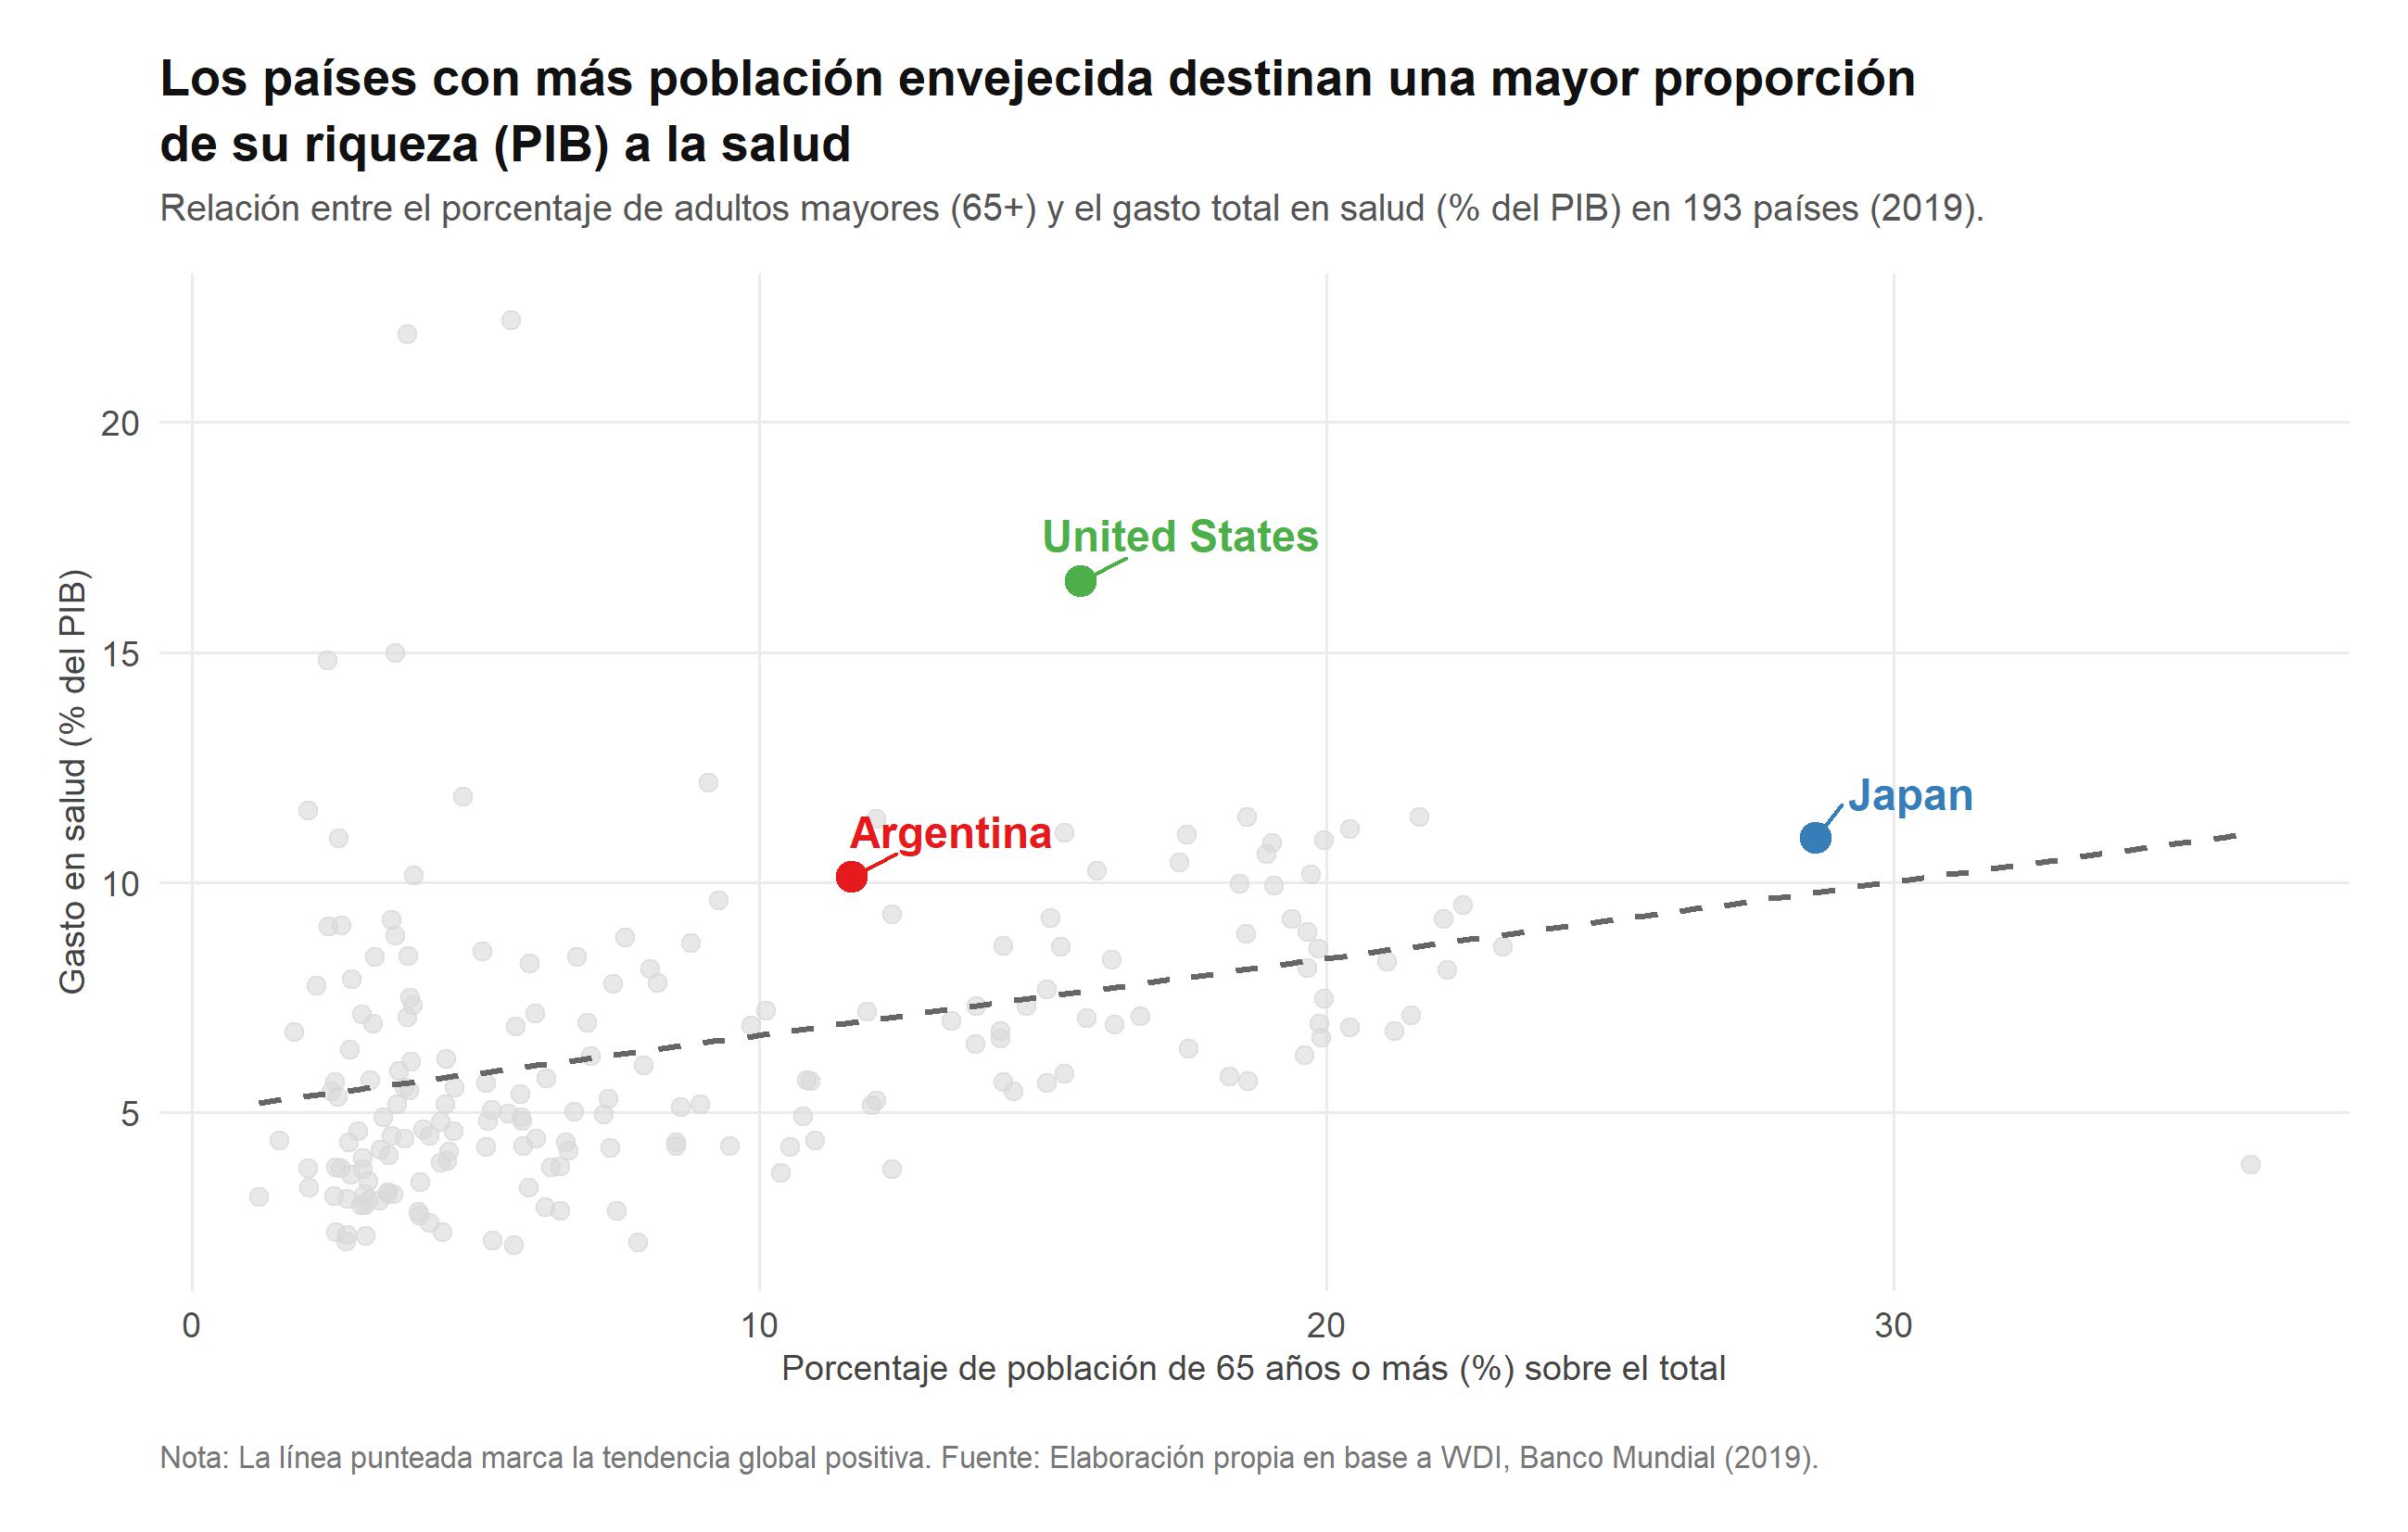 Los países con más población envejecida destinan una mayor proporción
de su riqueza (PIB) a la salud
Relación entre el porcentaje de adultos mayores (65+) y el gasto total en salud (% del PIB) en 193 países (2019).
Gasto en salud (% del PIB)
20
15
10
5
United States
Argentina
Japan
0
10
20
30
Porcentaje de población de 65 años o más (%) sobre el total
Nota: La línea punteada marca la tendencia global positiva. Fuente: Elaboración propia en base a WDI, Banco Mundial (2019).